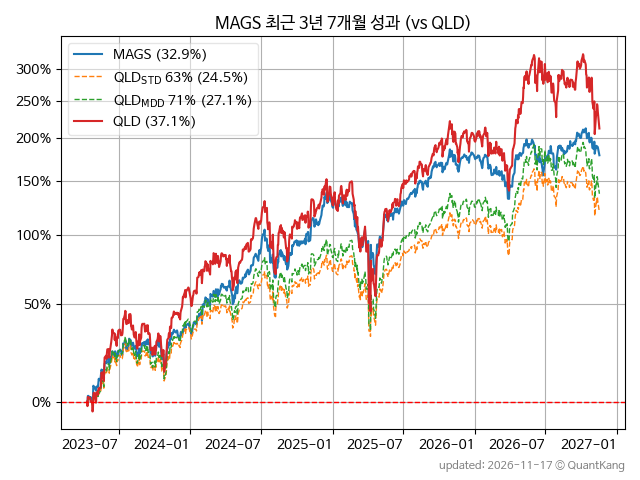 MAGS 최근 3년 7개월 성과 (vs QLD)
MAGS (32.9%)
QLD_STD 63% (24.5%)
QLD_MDD 71% (27.1%)
QLD (37.1%)
300%
250%
200%
150%
100%
50%
0%
2023-07 2024-01 2024-07 2025-01 2025-07 2026-01 2026-07 2027-01
updated: 2026-11-17 © QuantKang